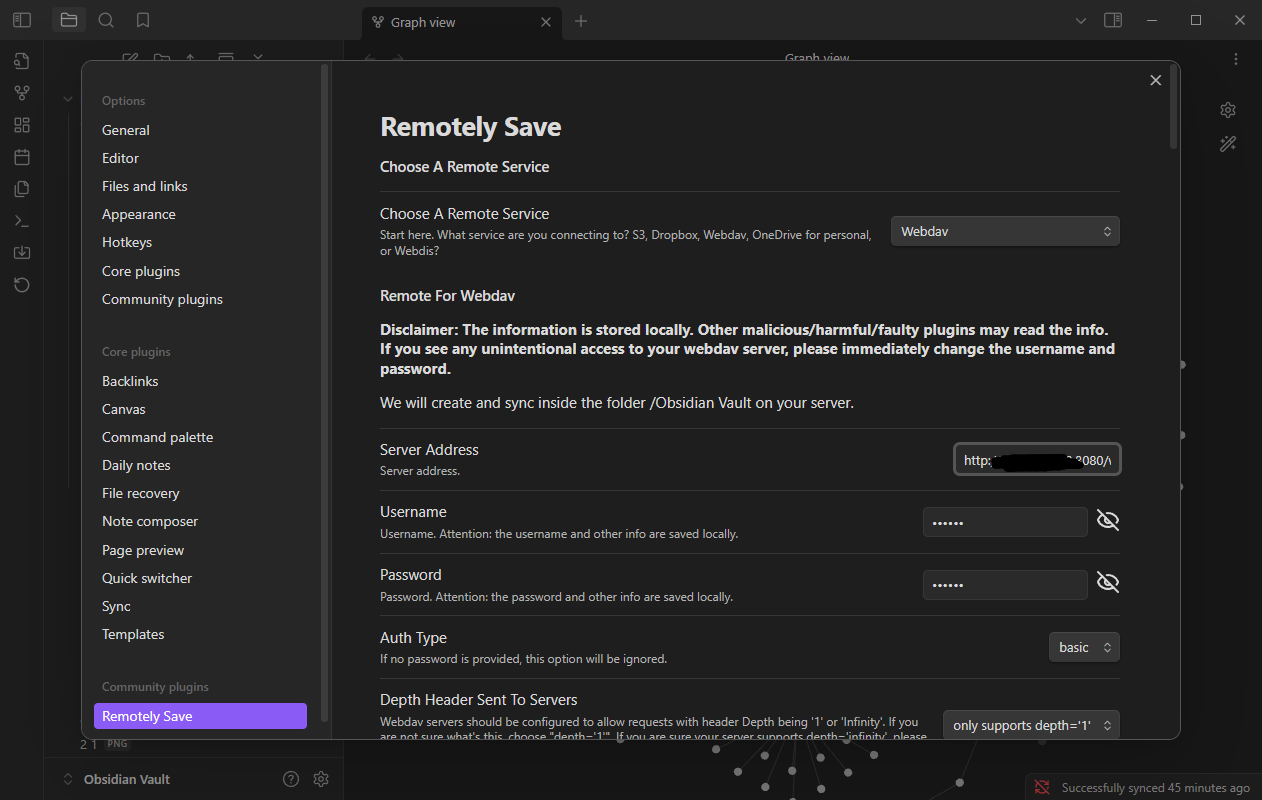 Graph view
Graph view
Options
General
Editor
Files and links
Appearance
Hotkeys
Core plugins
Community plugins
Core plugins
Backlinks
Canvas
Command palette
Daily notes
File recovery
Note composer
Page preview
Quick switcher
Sync
Templates
Community plugins
Remotely Save
Remotely Save
Choose A Remote Service
Choose A Remote Service
Start here. What service are you connecting to? S3, Dropbox, Webdav, OneDrive for personal,
or Webdis?
Webdav
Remote For Webdav
Disclaimer: The information is stored locally. Other malicious/harmful/faulty plugins may read the info.
If you see any unintentional access to your webdav server, please immediately change the username and
password.
We will create and sync inside the folder /Obsidian Vault on your server.
Server Address
Server address.
http:
8080/
Username
Username. Attention: the username and other info are saved locally.
••••••
Password
Password. Attention: the password and other info are saved locally.
••••••
Auth Type
If no password is provided, this option will be ignored.
basic
Depth Header Sent To Servers
Webdav servers should be configured to allow requests with header Depth being '1' or 'Infinity'. If you
are not sure what's this, choose "depth='1'". If you are sure your server supports depth='infinity', please
only supports depth='1'
2 1 PNG
Obsidian Vault
Successfully synced 45 minutes ago